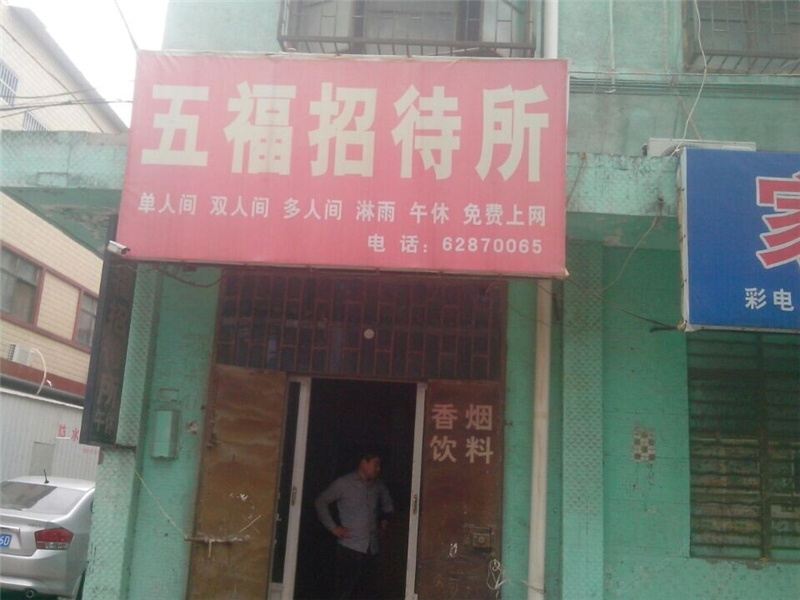 五福招待所
单人间 双人间 多人间 淋雨 午休 免费上网
电 话：62870065
香烟
饮料
彩电